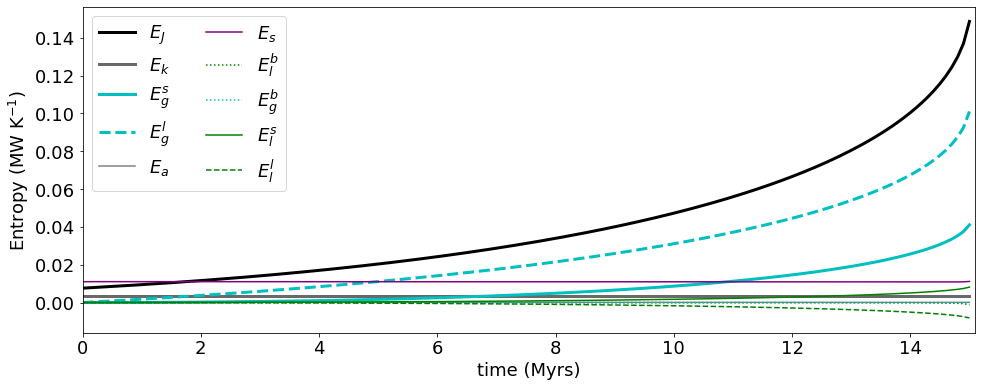 Entropy (MW K⁻¹)
0.14
0.12
0.10
0.08
0.06
0.04
0.02
0.00
E_J
E_k
E_g^s
E_g^l
E_a
E_s
E_l^b
E_g^b
E_l^s
E_l^l
0 2 4 6 8 10 12 14
time (Myrs)